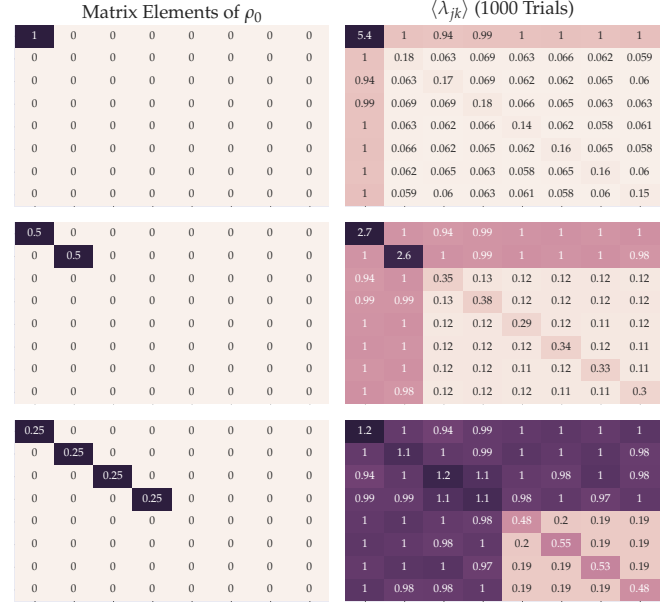 Matrix Elements of ρ₀ ⟨λⱼₖ⟩ (1000 Trials)
1 0 0 0 0 0 0 0 5.4 1 0.94 0.99 1 1 1 1
0 0 0 0 0 0 0 0 1 0.18 0.063 0.069 0.063 0.066 0.062 0.059
0 0 0 0 0 0 0 0 0.94 0.063 0.17 0.069 0.062 0.062 0.065 0.06
0 0 0 0 0 0 0 0 0.99 0.069 0.069 0.18 0.066 0.065 0.063 0.063
0 0 0 0 0 0 0 0 1 0.063 0.062 0.066 0.14 0.062 0.058 0.061
0 0 0 0 0 0 0 0 1 0.066 0.062 0.065 0.062 0.16 0.065 0.058
0 0 0 0 0 0 0 0 1 0.062 0.065 0.063 0.058 0.065 0.16 0.06
0 0 0 0 0 0 0 0 1 0.059 0.06 0.063 0.061 0.058 0.06 0.15
0.5 0 0 0 0 0 0 0 2.7 1 0.94 0.99 1 1 1 1
0 0.5 0 0 0 0 0 0 1 2.6 1 0.99 1 1 1 0.98
0 0 0 0 0 0 0 0 0.94 1 0.35 0.13 0.12 0.12 0.12 0.12
0 0 0 0 0 0 0 0 0.99 0.99 0.13 0.38 0.12 0.12 0.12 0.12
0 0 0 0 0 0 0 0 1 1 0.12 0.12 0.29 0.12 0.11 0.12
0 0 0 0 0 0 0 0 1 1 0.12 0.12 0.12 0.34 0.12 0.11
0 0 0 0 0 0 0 0 1 1 0.12 0.12 0.11 0.12 0.33 0.11
0 0 0 0 0 0 0 0 1 0.98 0.12 0.12 0.12 0.11 0.11 0.3
0.25 0 0 0 0 0 0 0 1.2 1 0.94 0.99 1 1 1 1
0 0.25 0 0 0 0 0 0 1 1.1 1 0.99 1 1 1 0.98
0 0 0.25 0 0 0 0 0 0.94 1 1.2 1.1 1 0.98 1 0.98
0 0 0 0.25 0 0 0 0 0.99 0.99 1.1 1.1 0.98 1 0.97 1
0 0 0 0 0 0 0 0 1 1 1 0.98 0.48 0.2 0.19 0.19
0 0 0 0 0 0 0 0 1 1 0.98 1 0.2 0.55 0.19 0.19
0 0 0 0 0 0 0 0 1 1 1 0.97 0.19 0.19 0.53 0.19
0 0 0 0 0 0 0 0 1 0.98 0.98 1 0.19 0.19 0.19 0.48